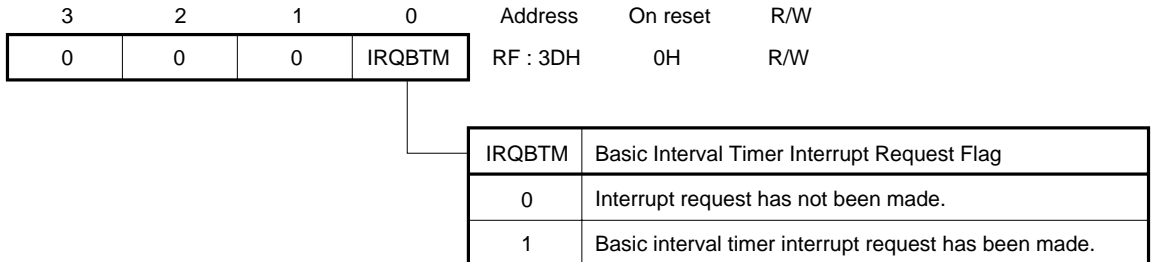 3 2 1 0 Address On reset R/W
0 0 0 IRQBTM RF : 3DH 0H R/W
IRQBTM Basic Interval Timer Interrupt Request Flag
0 Interrupt request has not been made.
1 Basic interval timer interrupt request has been made.